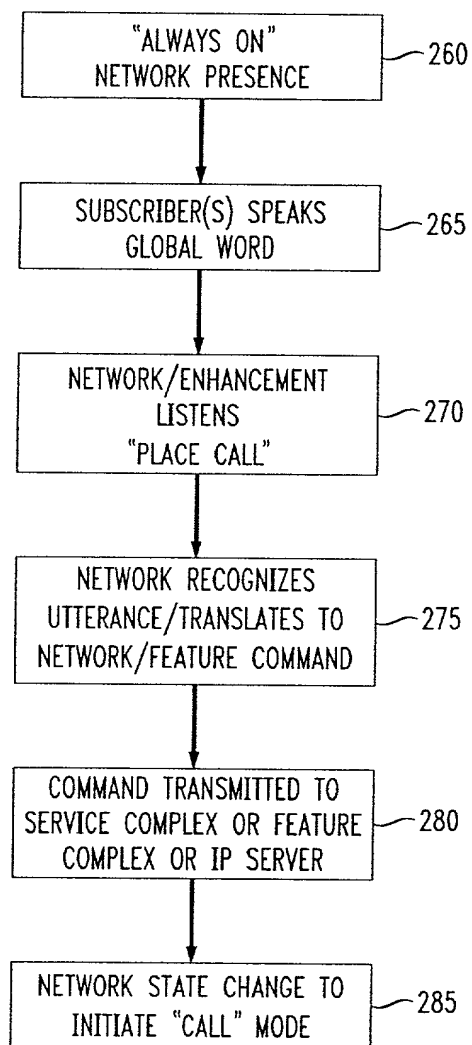 "ALWAYS ON"
NETWORK PRESENCE
260
SUBSCRIBER(S) SPEAKS
GLOBAL WORD
265
NETWORK/ENHANCEMENT
LISTENS
"PLACE CALL"
270
NETWORK RECOGNIZES
UTTERANCE/TRANSLATES TO
NETWORK/FEATURE COMMAND
275
COMMAND TRANSMITTED TO
SERVICE COMPLEX OR FEATURE
COMPLEX OR IP SERVER
280
NETWORK STATE CHANGE TO
INITIATE "CALL" MODE
285